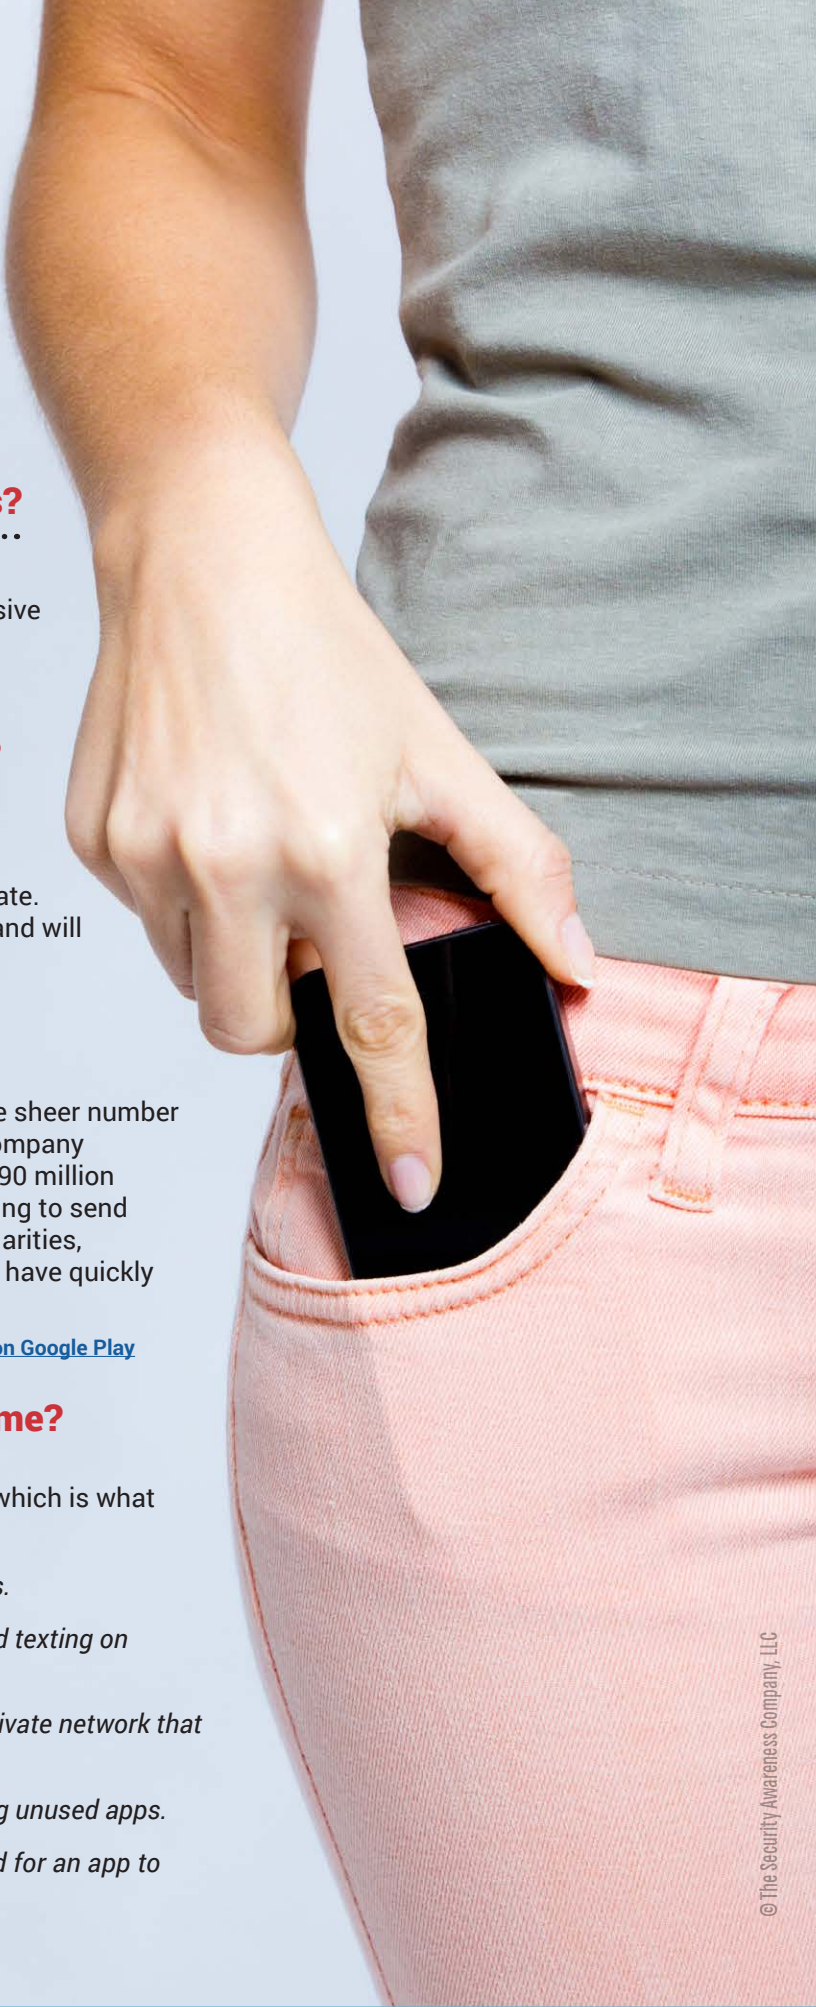 s?
...
sive
ate.
and will
e sheer number
ompany
90 million
ng to send
arities,
have quickly
on Google Play
me?
which is what
s.
d texting on
ivate network that
g unused apps.
d for an app to
© The Security Awareness Company, LLC